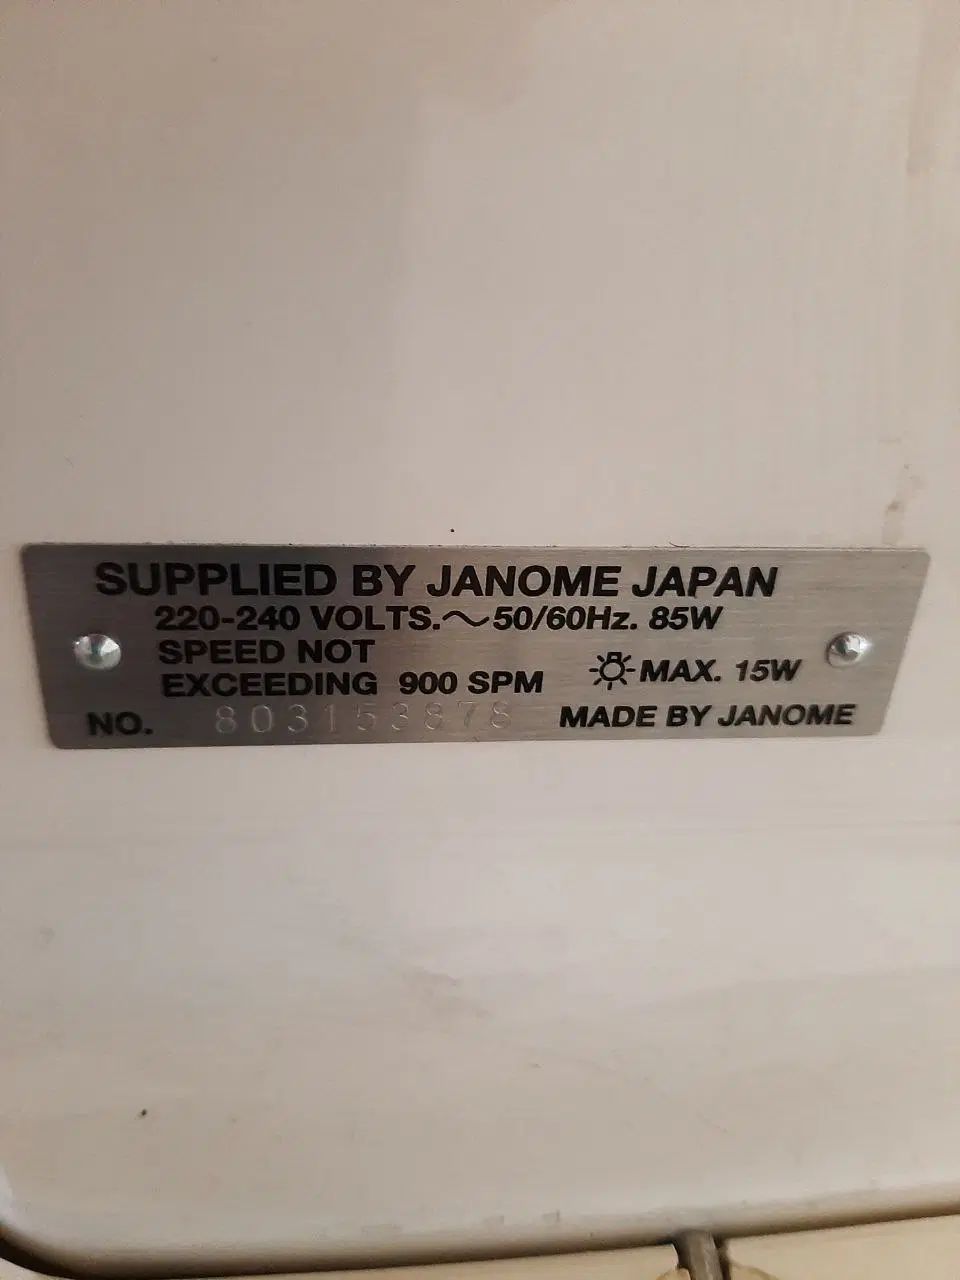 SUPPLIED BY JANOME JAPAN
220-240 VOLTS.~50/60Hz. 85W
SPEED NOT
EXCEEDING 900 SPM MAX. 15W
NO. 803153878 MADE BY JANOME